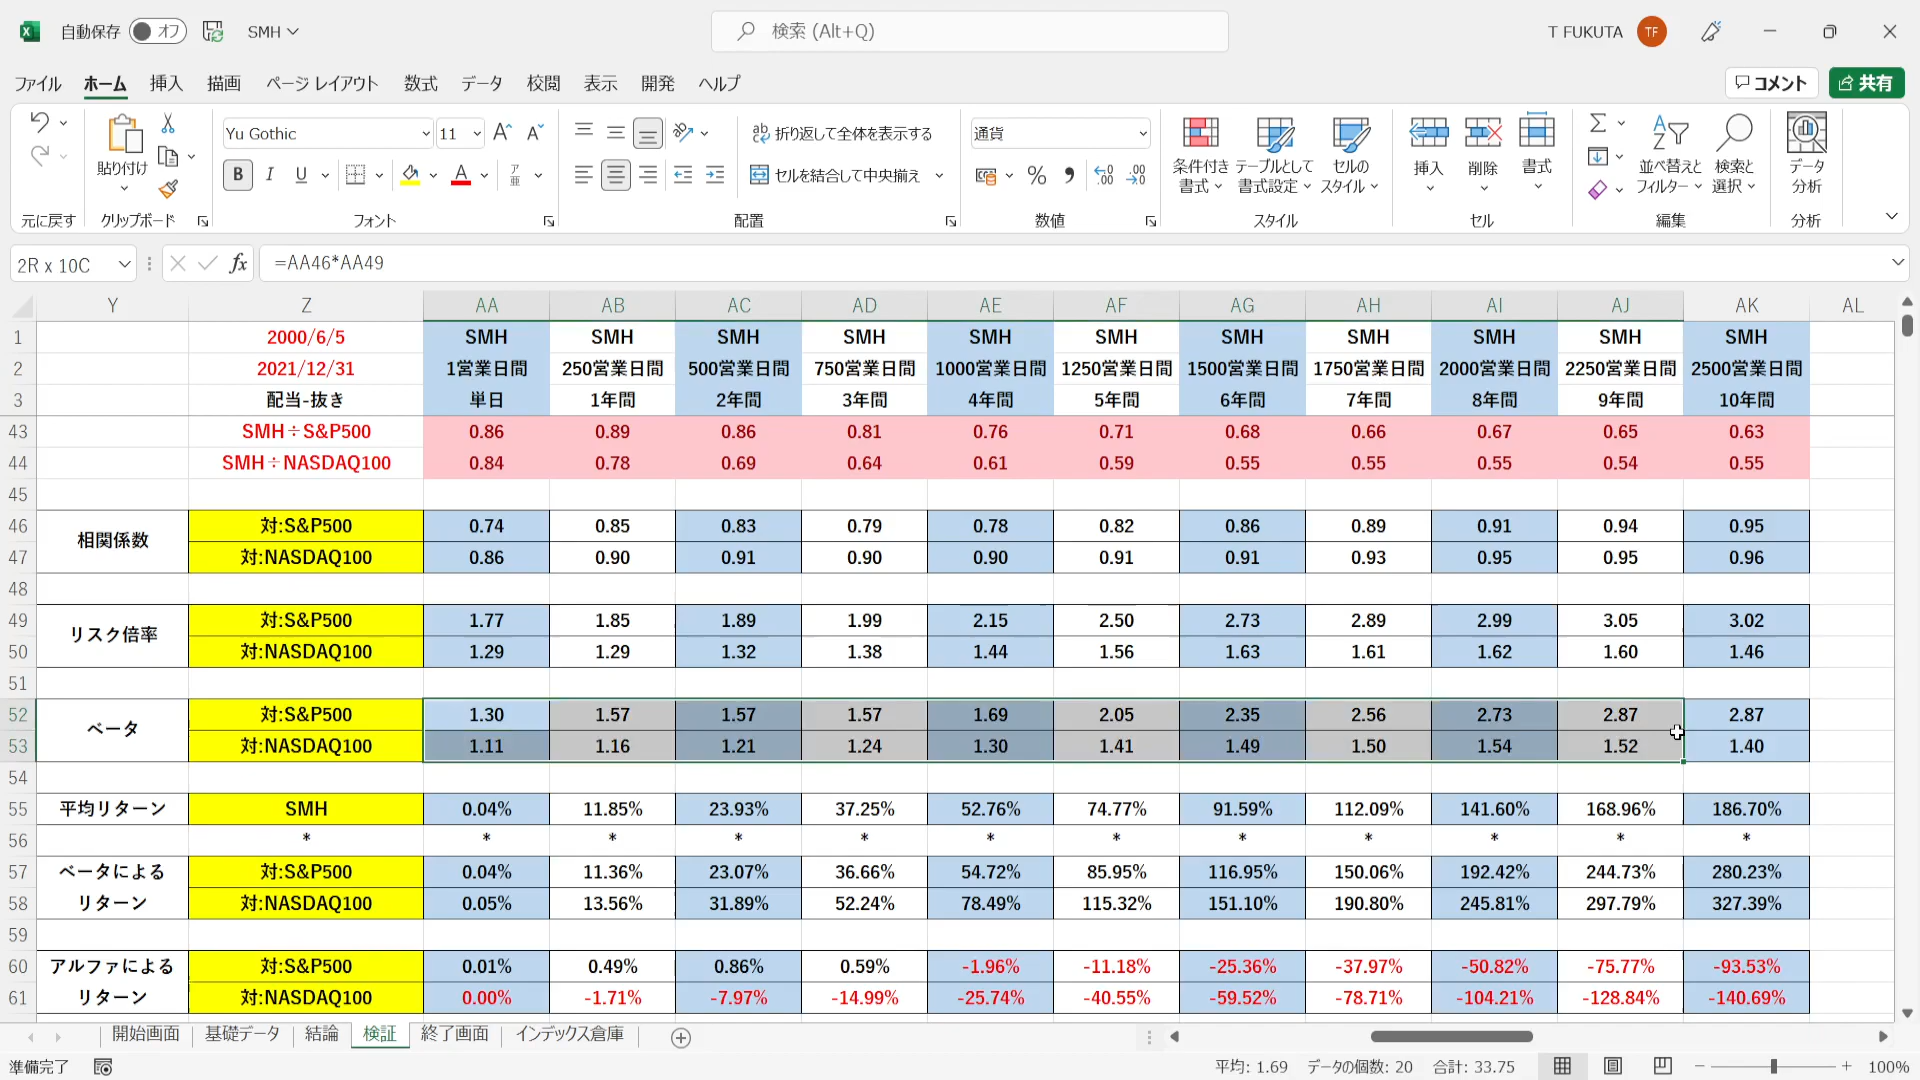 自動保存 オフ SMH 検索 (Alt+Q) T FUKUTA TF
ファイル ホーム 挿入 描画 ページ レイアウト 数式 データ 校閲 表示 開発 ヘルプ コメント 共有
Yu Gothic 11 折り返して全体を表示する 通貨
貼り付け B I U A セルを結合して中央揃え % 条件付き書式 テーブルとして書式設定 セルのスタイル 挿入 削除 書式 並べ替えとフィルター 検索と選択 データ分析
元に戻す クリップボード フォント 配置 数値 スタイル セル 編集 分析
2R x 10C fx =AA46*AA49
Y Z AA AB AC AD AE AF AG AH AI AJ AK AL
1 2000/6/5 SMH SMH SMH SMH SMH SMH SMH SMH SMH SMH SMH
2 2021/12/31 1営業日間 250営業日間 500営業日間 750営業日間 1000営業日間 1250営業日間 1500営業日間 1750営業日間 2000営業日間 2250営業日間 2500営業日間
3 配当-抜き 単日 1年間 2年間 3年間 4年間 5年間 6年間 7年間 8年間 9年間 10年間
43 SMH÷S&P500 0.86 0.89 0.86 0.81 0.76 0.71 0.68 0.66 0.67 0.65 0.63
44 SMH÷NASDAQ100 0.84 0.78 0.69 0.64 0.61 0.59 0.55 0.55 0.55 0.54 0.55
45
46 相関係数 対:S&P500 0.74 0.85 0.83 0.79 0.78 0.82 0.86 0.89 0.91 0.94 0.95
47 対:NASDAQ100 0.86 0.90 0.91 0.90 0.90 0.91 0.91 0.93 0.95 0.95 0.96
48
49 リスク倍率 対:S&P500 1.77 1.85 1.89 1.99 2.15 2.50 2.73 2.89 2.99 3.05 3.02
50 対:NASDAQ100 1.29 1.29 1.32 1.38 1.44 1.56 1.63 1.61 1.62 1.60 1.46
51
52 ベータ 対:S&P500 1.30 1.57 1.57 1.57 1.69 2.05 2.35 2.56 2.73 2.87 2.87
53 対:NASDAQ100 1.11 1.16 1.21 1.24 1.30 1.41 1.49 1.50 1.54 1.52 1.40
54
55 平均リターン SMH 0.04% 11.85% 23.93% 37.25% 52.76% 74.77% 91.59% 112.09% 141.60% 168.96% 186.70%
56 * * * * * * * * * * * *
57 ベータによる 対:S&P500 0.04% 11.36% 23.07% 36.66% 54.72% 85.95% 116.95% 150.06% 192.42% 244.73% 280.23%
58 リターン 対:NASDAQ100 0.05% 13.56% 31.89% 52.24% 78.49% 115.32% 151.10% 190.80% 245.81% 297.79% 327.39%
59
60 アルファによる 対:S&P500 0.01% 0.49% 0.86% 0.59% -1.96% -11.18% -25.36% -37.97% -50.82% -75.77% -93.53%
61 リターン 対:NASDAQ100 0.00% -1.71% -7.97% -14.99% -25.74% -40.55% -59.52% -78.71% -104.21% -128.84% -140.69%
開始画面 基礎データ 結論 検証 終了画面 インデックス倉庫
準備完了 平均: 1.69 データの個数: 20 合計: 33.75 100%